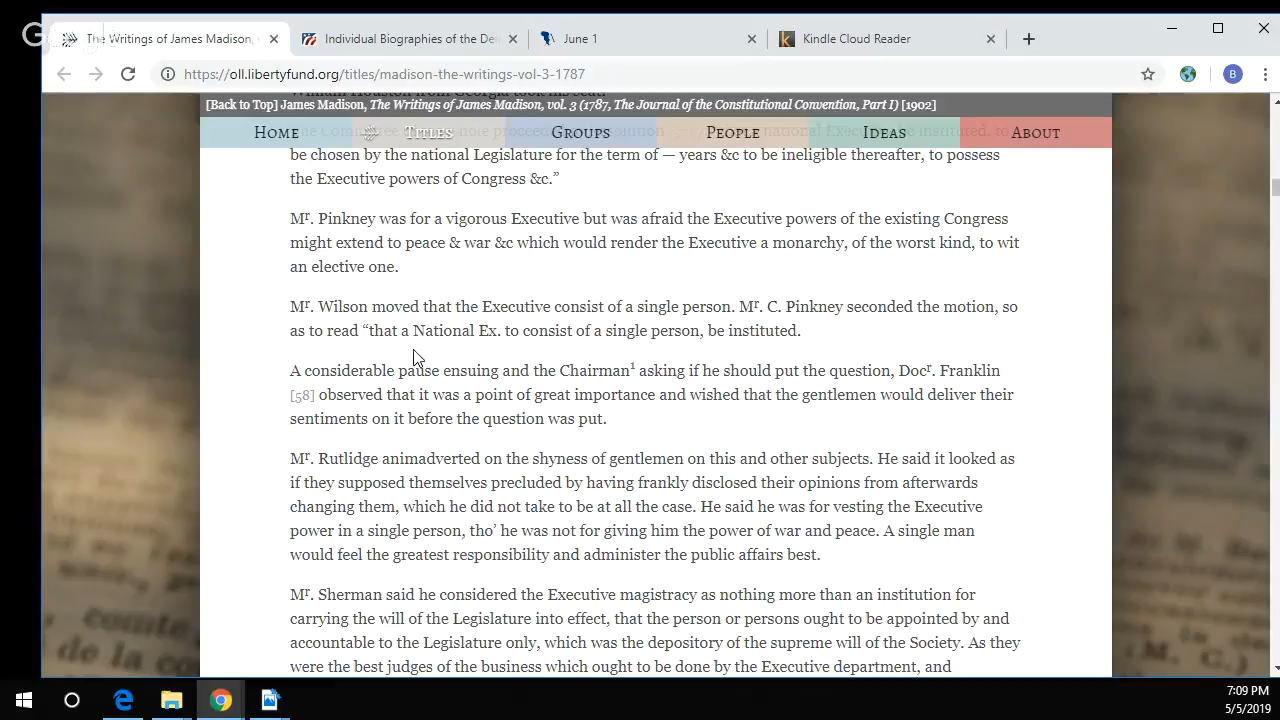 The Writings of James Madison,
Individual Biographies of the De
June 1
Kindle Cloud Reader
https://oll.libertyfund.org/titles/madison-the-writings-vol-3-1787
B
William Houston from Georgia took his seat.
[Back to Top] James Madison, The Writings of James Madison, vol. 3 (1787, The Journal of the Constitutional Convention, Part I) [1902]
Home Titles Groups People Ideas About
be chosen by the national Legislature for the term of — years &c to be ineligible thereafter, to possess
the Executive powers of Congress &c.”
Mr. Pinkney was for a vigorous Executive but was afraid the Executive powers of the existing Congress
might extend to peace & war &c which would render the Executive a monarchy, of the worst kind, to wit
an elective one.
Mr. Wilson moved that the Executive consist of a single person. Mr. C. Pinkney seconded the motion, so
as to read “that a National Ex. to consist of a single person, be instituted.
A considerable pause ensuing and the Chairman1 asking if he should put the question, Docr. Franklin
[58] observed that it was a point of great importance and wished that the gentlemen would deliver their
sentiments on it before the question was put.
Mr. Rutlidge animadverted on the shyness of gentlemen on this and other subjects. He said it looked as
if they supposed themselves precluded by having frankly disclosed their opinions from afterwards
changing them, which he did not take to be at all the case. He said he was for vesting the Executive
power in a single person, tho’ he was not for giving him the power of war and peace. A single man
would feel the greatest responsibility and administer the public affairs best.
Mr. Sherman said he considered the Executive magistracy as nothing more than an institution for
carrying the will of the Legislature into effect, that the person or persons ought to be appointed by and
accountable to the Legislature only, which was the depository of the supreme will of the Society. As they
were the best judges of the business which ought to be done by the Executive department, and
7:09 PM
5/5/2019